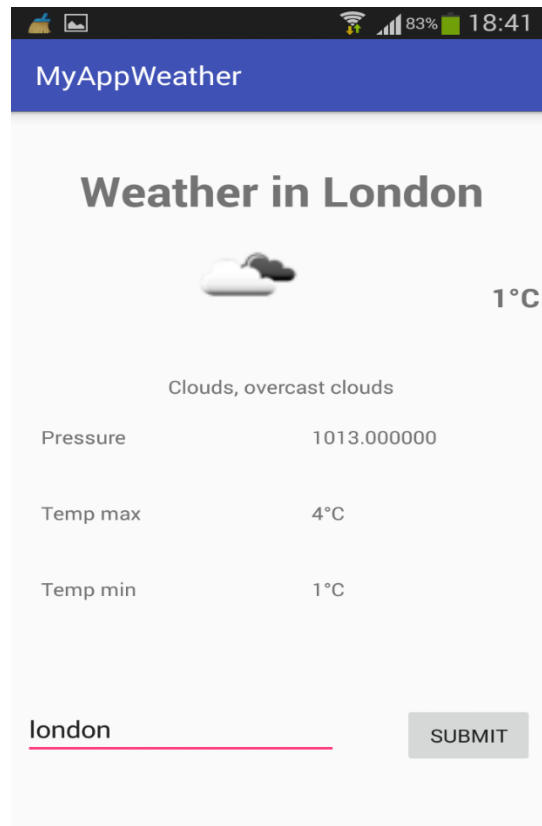 83% 18:41
MyAppWeather
Weather in London
1°C
Clouds, overcast clouds
Pressure 1013.000000
Temp max 4°C
Temp min 1°C
london SUBMIT